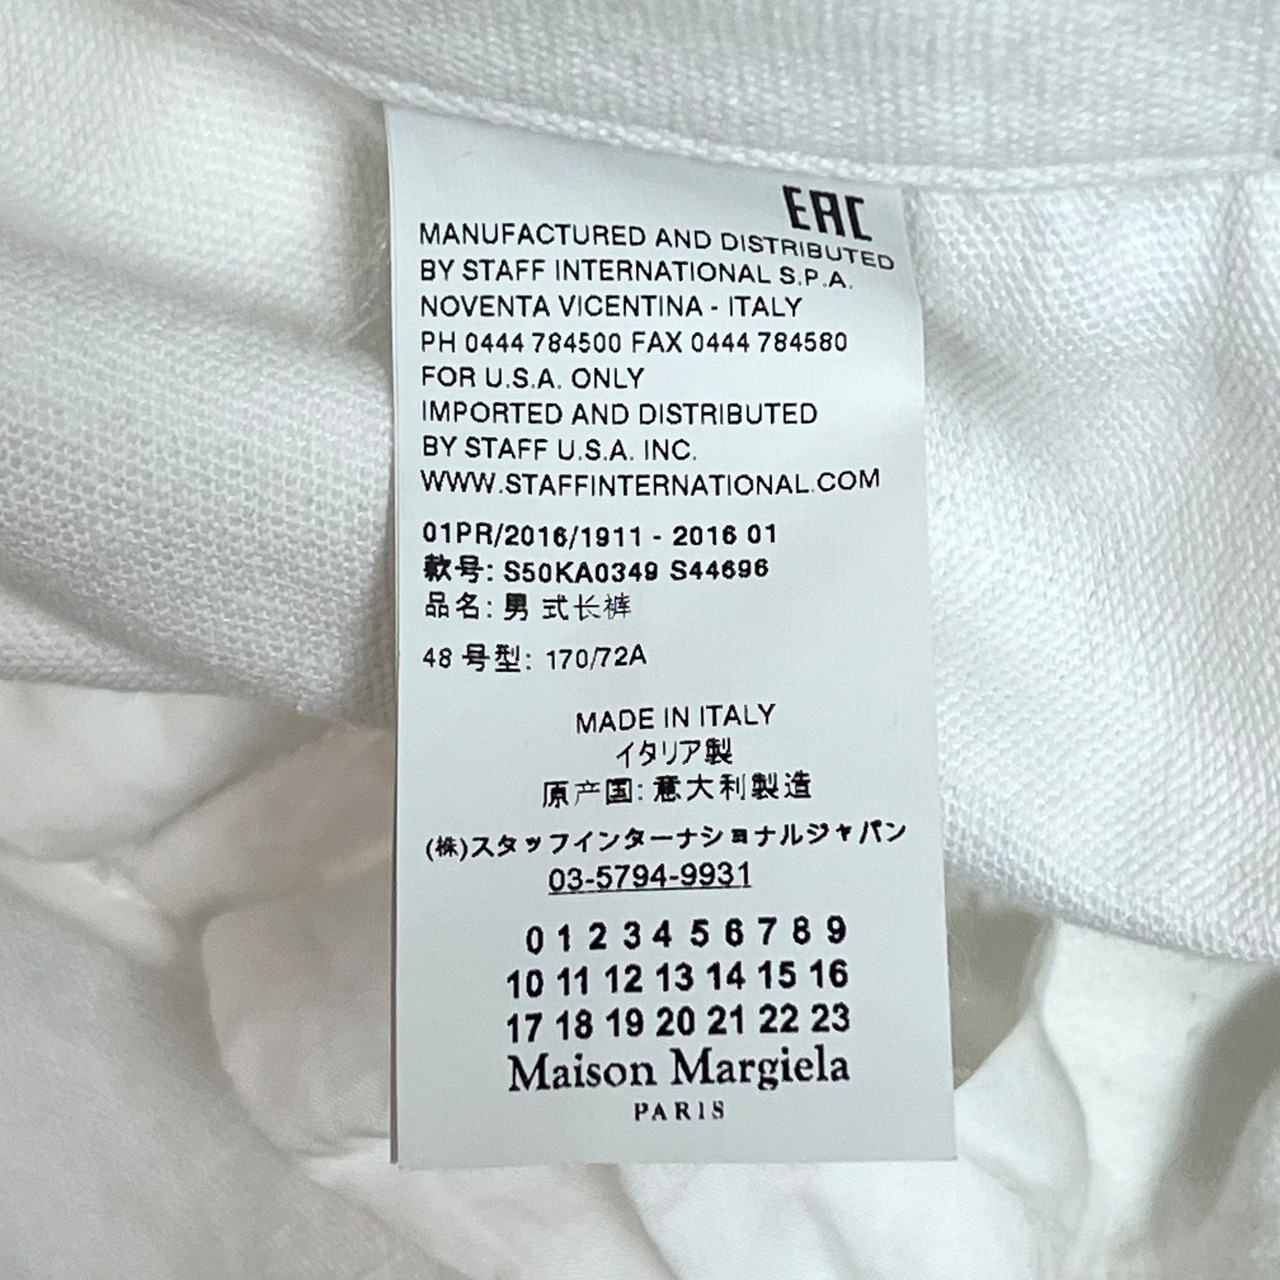 EAC
MANUFACTURED AND DISTRIBUTED
BY STAFF INTERNATIONAL S.P.A.
NOVENTA VICENTINA - ITALY
PH 0444 784500 FAX 0444 784580
FOR U.S.A. ONLY
IMPORTED AND DISTRIBUTED
BY STAFF U.S.A. INC.
WWW.STAFFINTERNATIONAL.COM
01PR/2016/1911 - 2016 01
款号: S50KA0349 S44696
品名: 男式长裤
48 号型: 170/72A
MADE IN ITALY
イタリア製
原产国: 意大利製造
(株)スタッフインターナショナルジャパン
03-5794-9931
0 1 2 3 4 5 6 7 8 9
10 11 12 13 14 15 16
17 18 19 20 21 22 23
Maison Margiela
PARIS